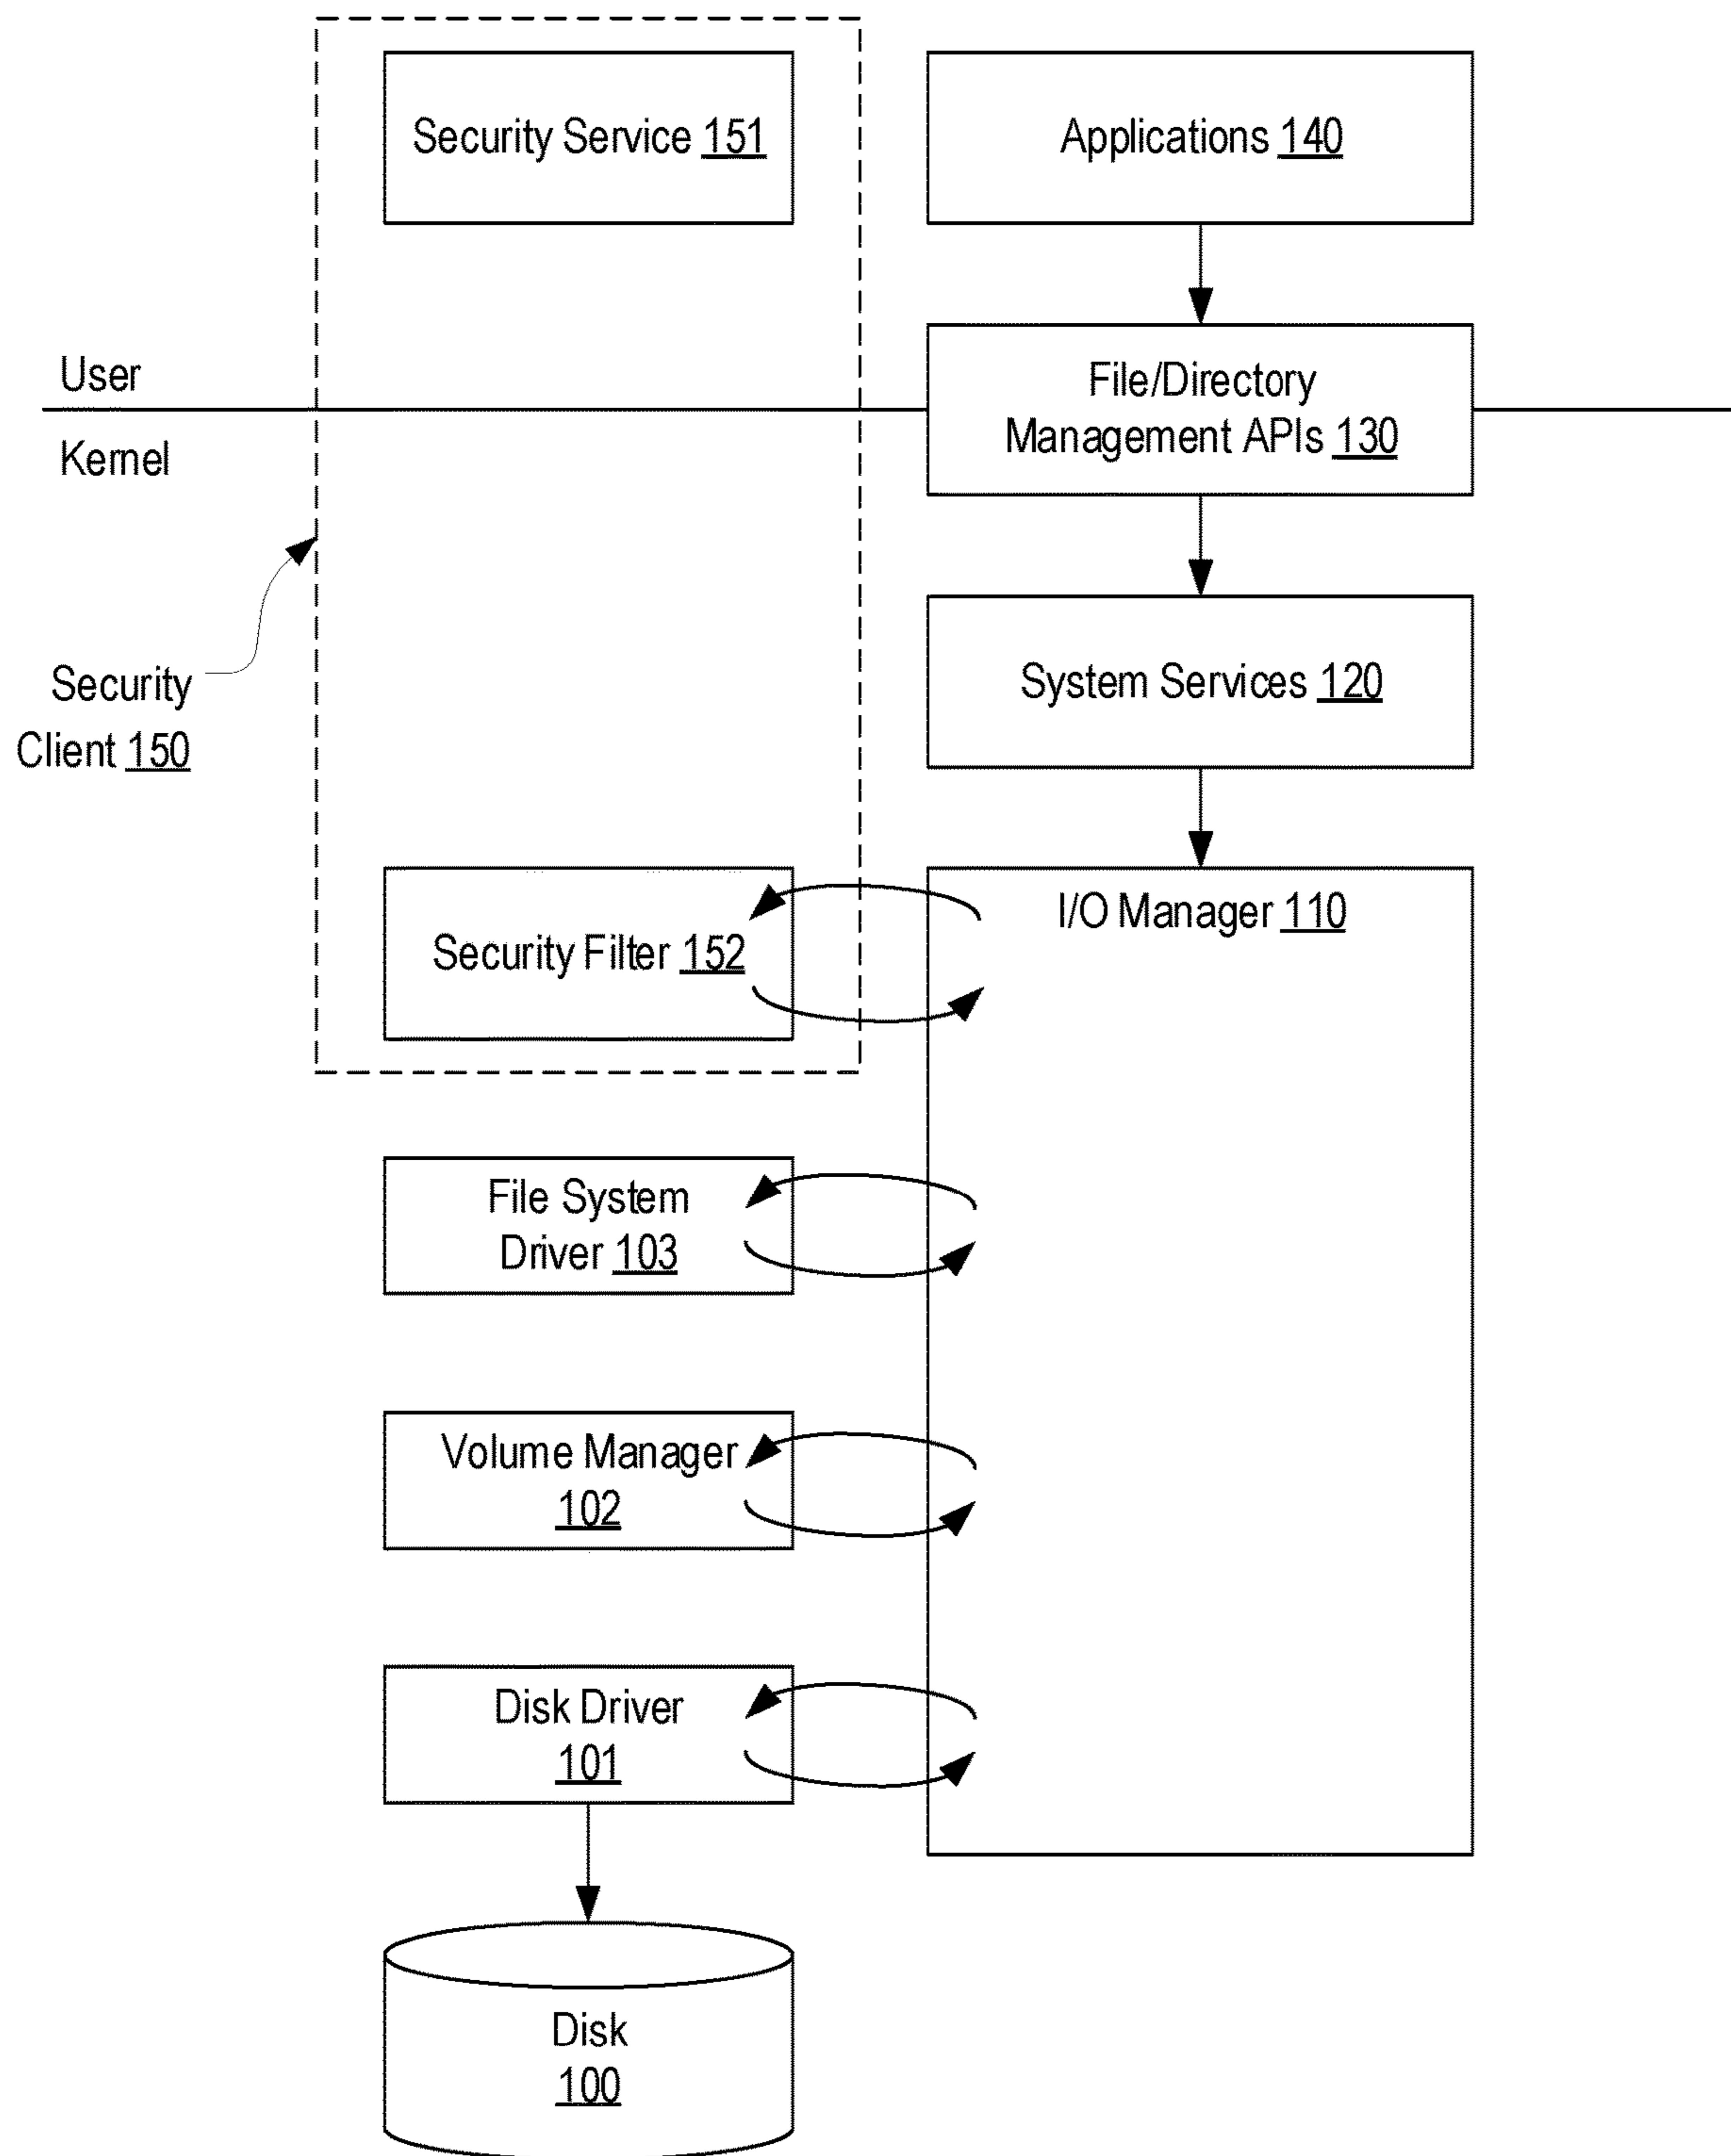 Security Service 151
Applications 140
User
File/Directory
Management APIs 130
Kernel
Security
Client 150
System Services 120
I/O Manager 110
Security Filter 152
File System
Driver 103
Volume Manager
102
Disk Driver
101
Disk
100